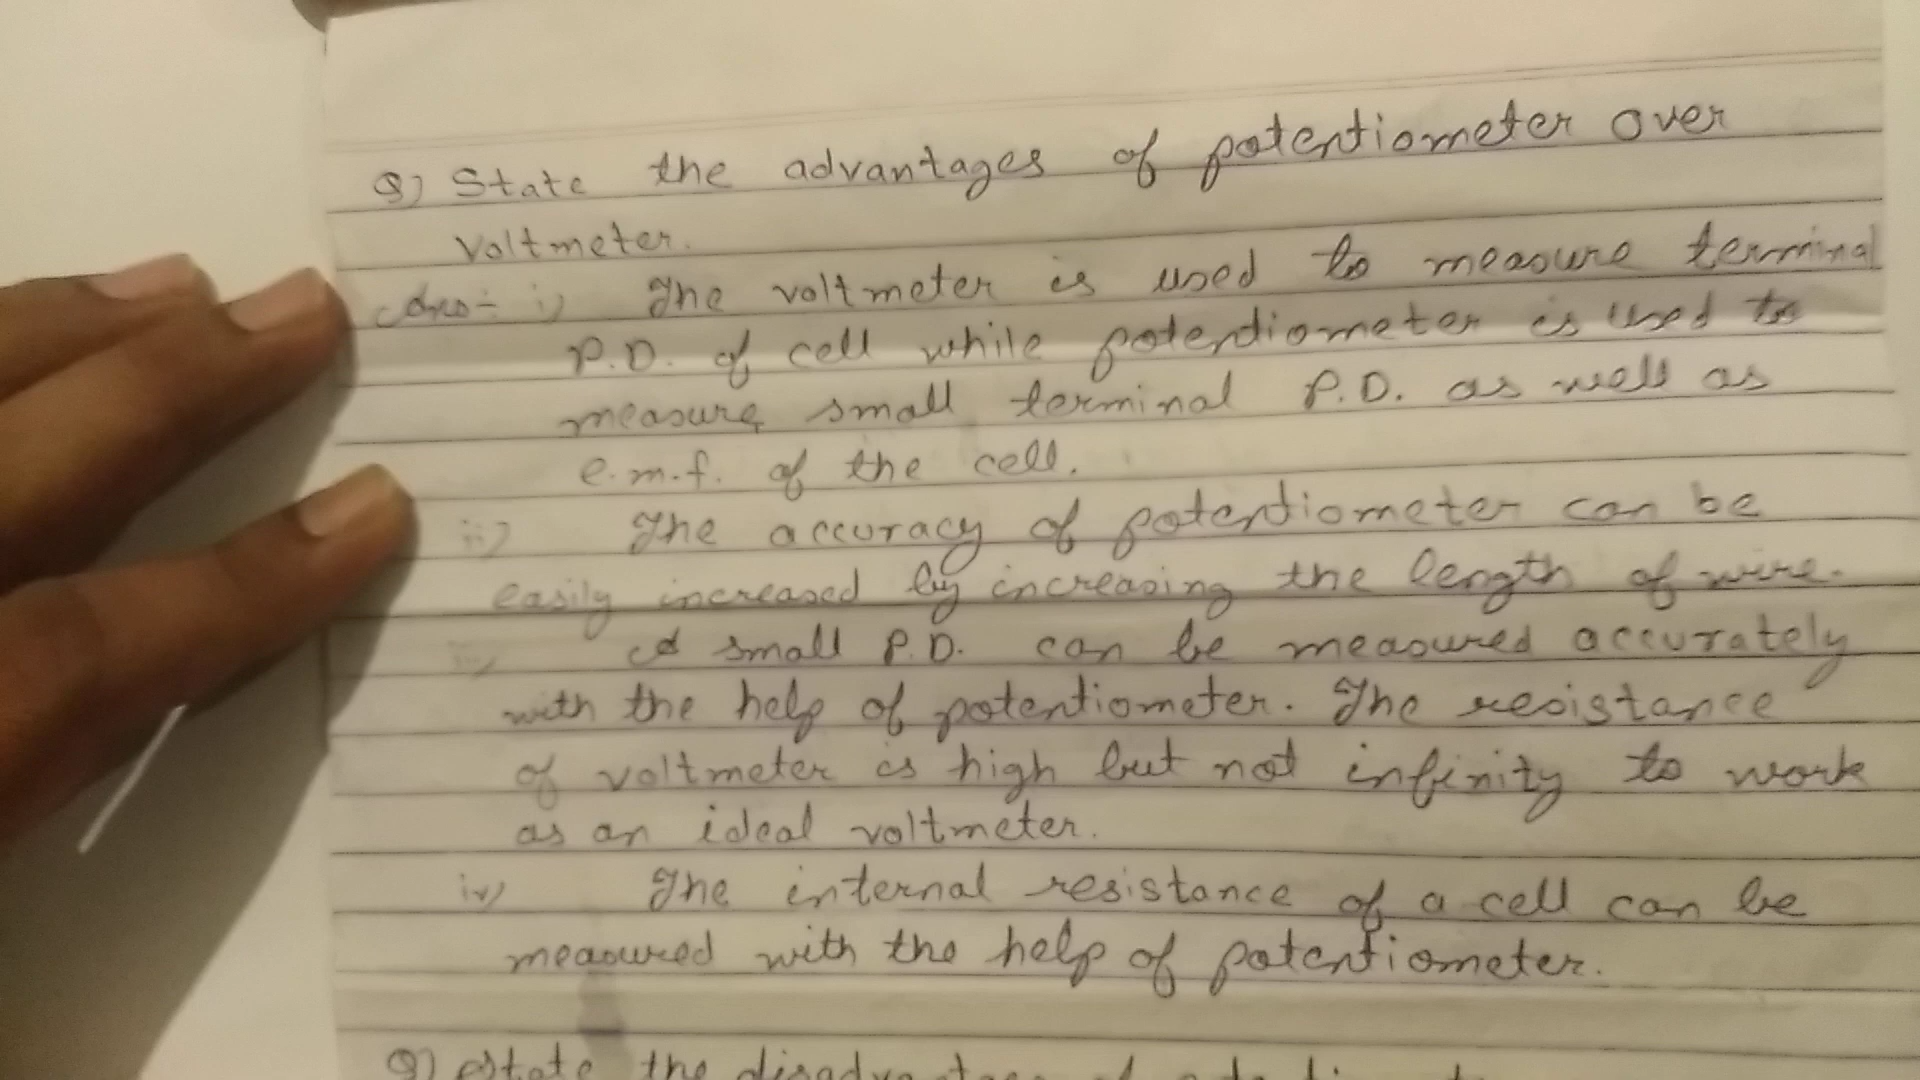 Q) State the advantages of potentiometer over
Voltmeter.
Ans:- i) The voltmeter is used to measure terminal
P.D. of cell while potentiometer is used to
measure small terminal P.D. as well as
e.m.f. of the cell.
ii) The accuracy of potentiometer can be
easily increased by increasing the length of wire.
iii) A small P.D. can be measured accurately
with the help of potentiometer. The resistance
of voltmeter is high but not infinity to work
as an ideal voltmeter.
iv) The internal resistance of a cell can be
measured with the help of potentiometer.
Q) State the